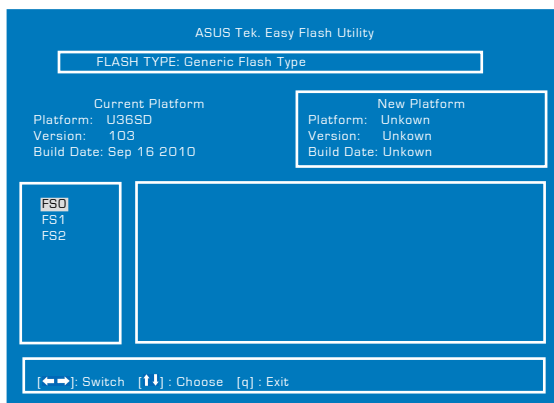 ASUS Tek. Easy Flash Utility
FLASH TYPE: Generic Flash Type
Current Platform
Platform: U36SD
Version: 103
Build Date: Sep 16 2010
New Platform
Platform: Unkown
Version: Unkown
Build Date: Unkown
FS0
FS1
FS2
[←→]: Switch [↑↓] : Choose [q] : Exit